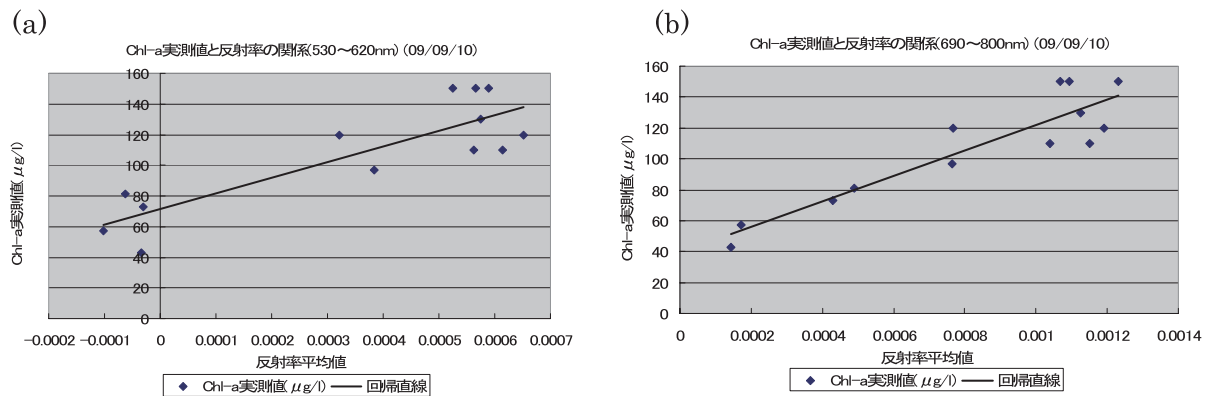 (a)
Chl-a実測値と反射率の関係(530～620nm) (09/09/10)
Chl-a実測値(μg/l)
160
140
120
100
80
60
40
20
0
-0.0002 -0.0001 0 0.0001 0.0002 0.0003 0.0004 0.0005 0.0006 0.0007
反射率平均値
Chl-a実測値(μg/l) 回帰直線
(b)
Chl-a実測値と反射率の関係(690～800nm) (09/09/10)
Chl-a実測値(μg/l)
160
140
120
100
80
60
40
20
0
0 0.0002 0.0004 0.0006 0.0008 0.001 0.0012 0.0014
反射率平均値
Chl-a実測値(μg/l) 回帰直線